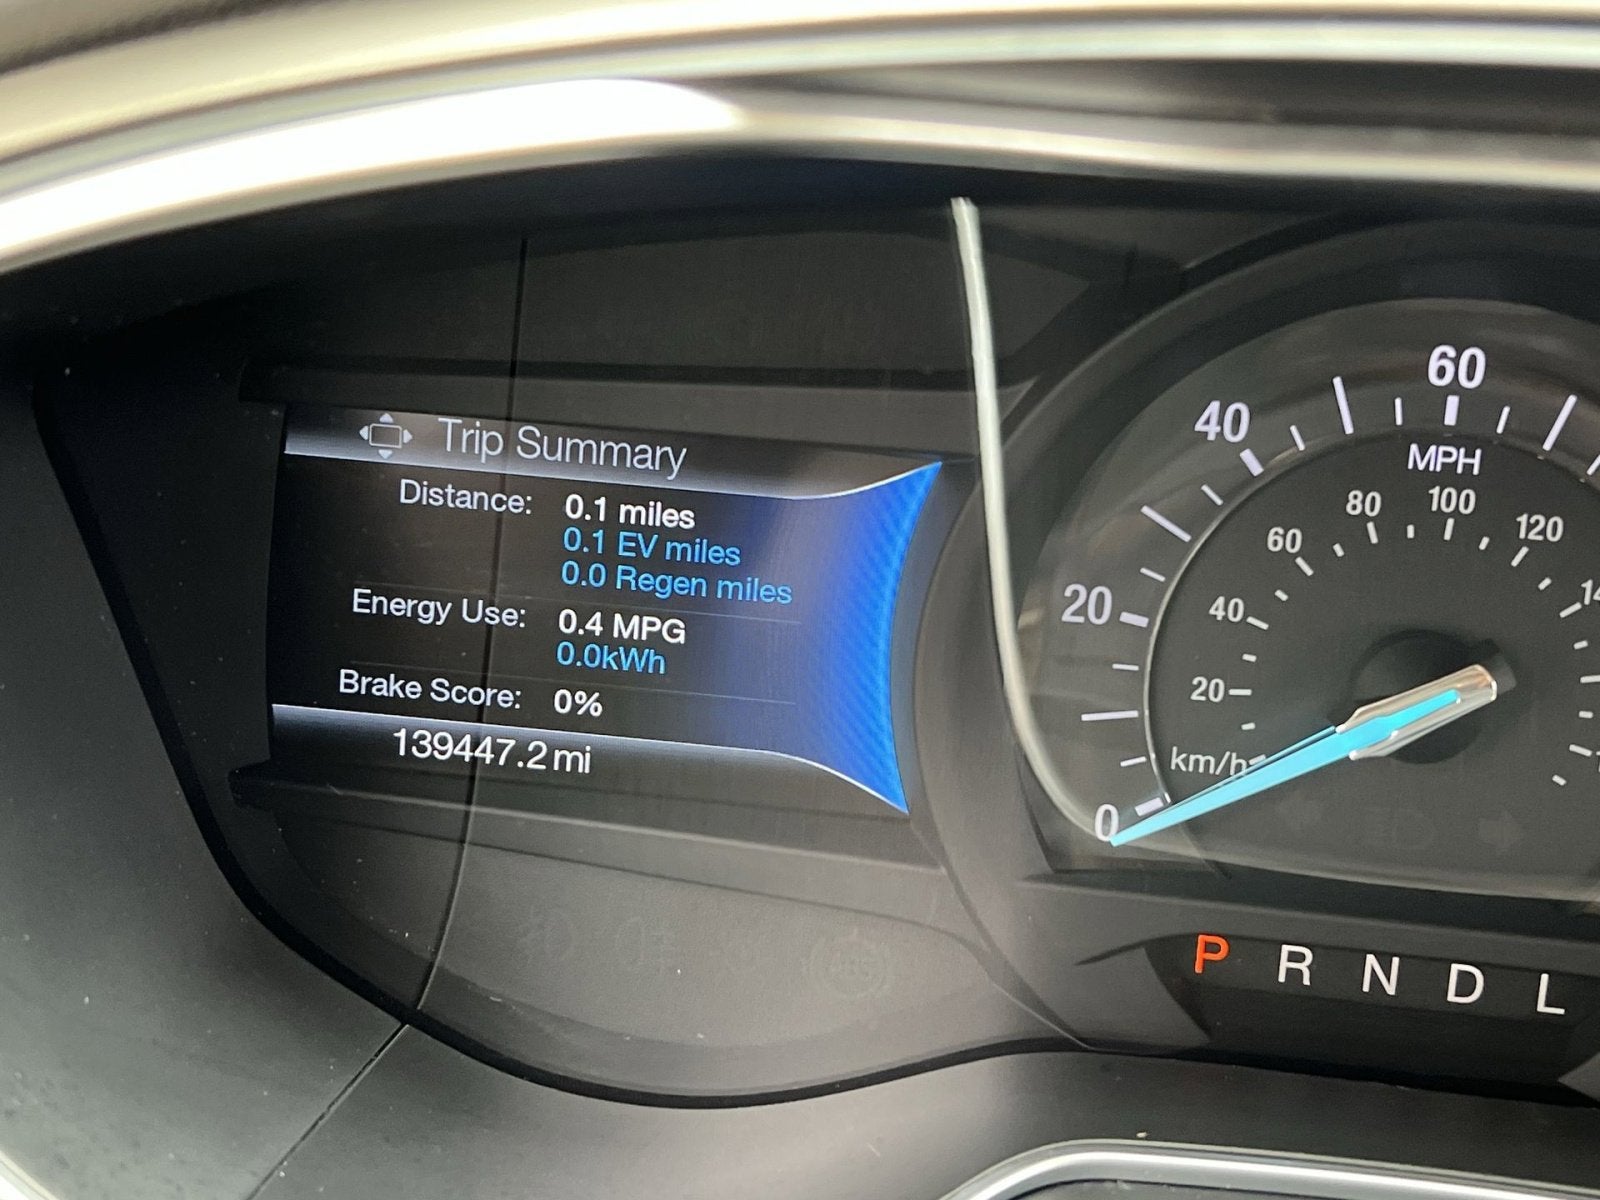 Trip Summary
Distance: 0.1 miles
0.1 EV miles
0.0 Regen miles
Energy Use: 0.4 MPG
0.0kWh
Brake Score: 0%
139447.2 mi
0
20
40
60
MPH
20
40
60
80
100
120
km/h
P R N D L